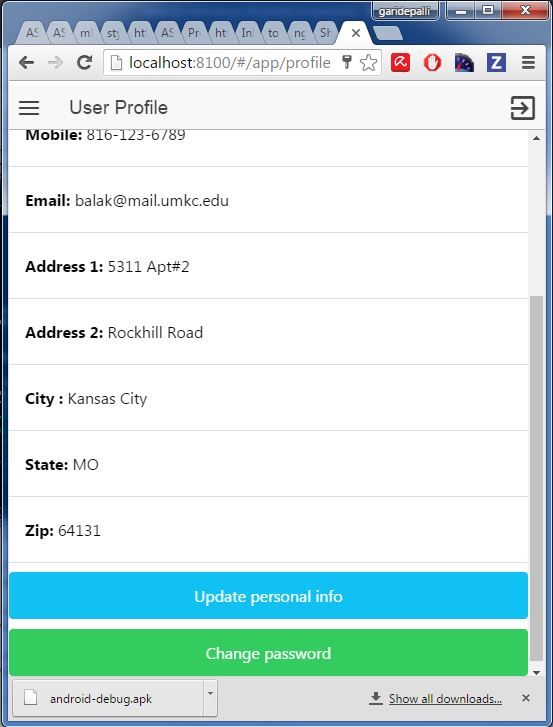 garidepalli
AS
AS
ml
sty
htt
AS
Pr
htt
In
to
ng
Sh
localhost:8100/#/app/profile
Z
User Profile
Mobile: 816-123-6789
Email: balak@mail.umkc.edu
Address 1: 5311 Apt#2
Address 2: Rockhill Road
City : Kansas City
State: MO
Zip: 64131
Update personal info
Change password
android-debug.apk
Show all downloads...